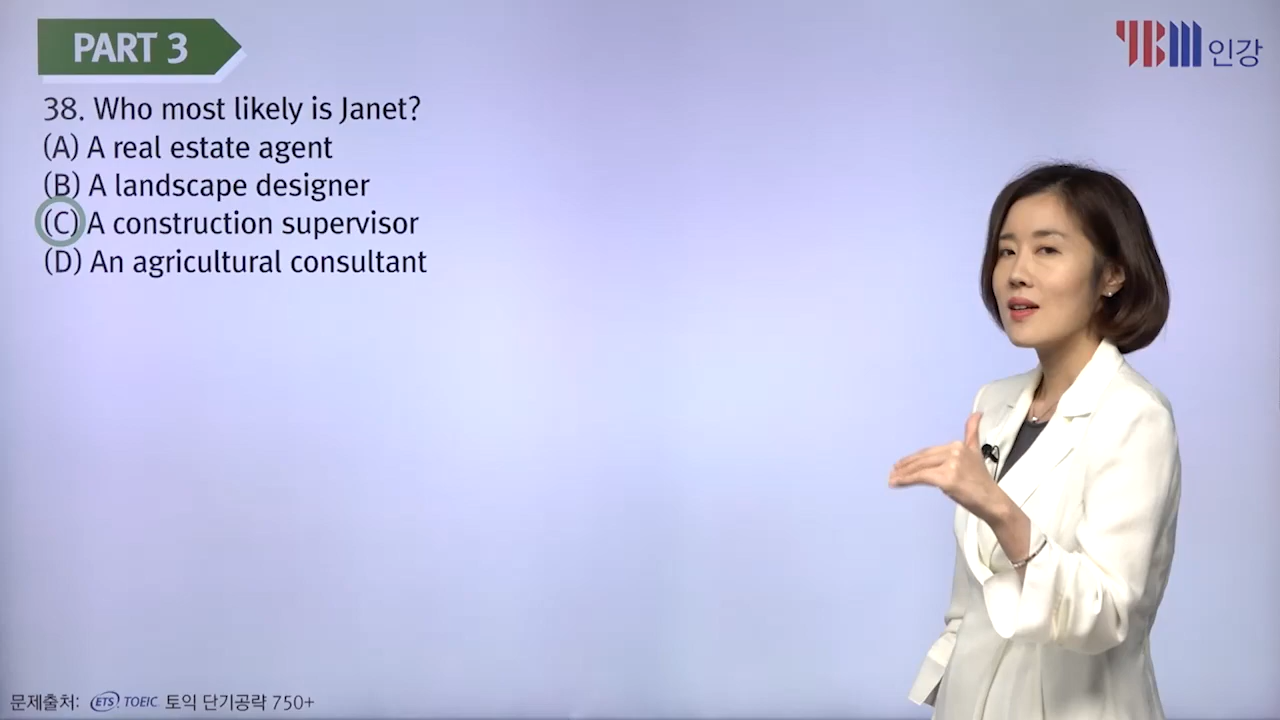 PART 3
YBM 인강
38. Who most likely is Janet?
(A) A real estate agent
(B) A landscape designer
(C) A construction supervisor
(D) An agricultural consultant
문제출처: ETS TOEIC 토익 단기공략 750+